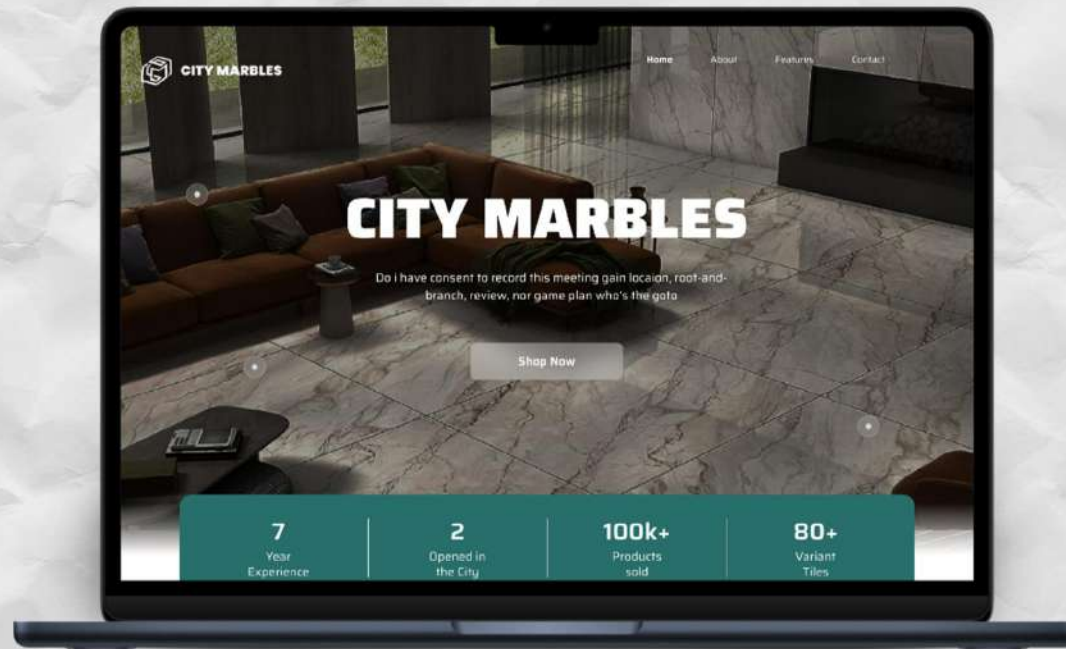 CITY MARBLES
Home About Features Contact
CITY MARBLES
Do i have consent to record this meeting gain locaion, root-and-
branch, review, nor game plan who's the goto
Shop Now
7
Year
Experience
2
Opened in
the City
100k+
Products
sold
80+
Variant
Tiles